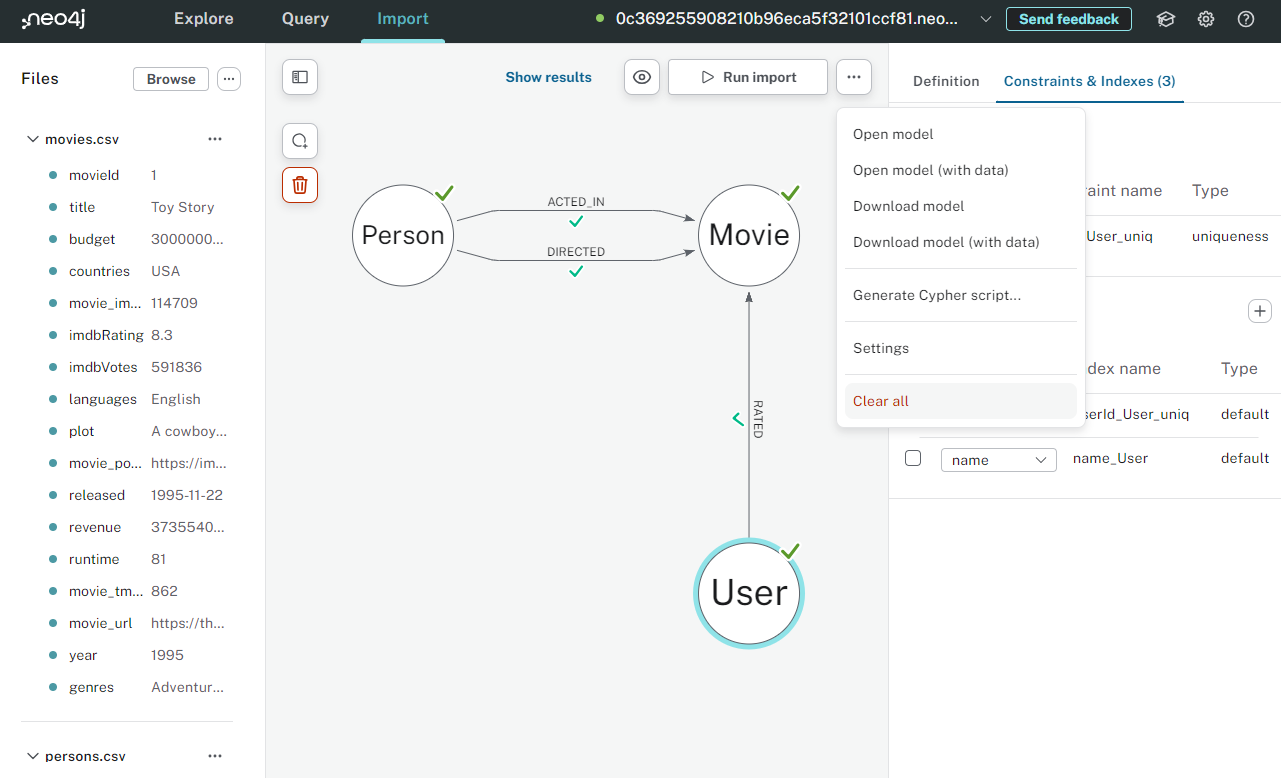 neo4j Explore Query Import 0c369255908210b96eca5f32101ccf81.neo... Send feedback
Files Browse ...
movies.csv ...
movieId 1
title Toy Story
budget 3000000...
countries USA
movie_im... 114709
imdbRating 8.3
imdbVotes 591836
languages English
plot A cowboy...
movie_po... https://im...
released 1995-11-22
revenue 3735540...
runtime 81
movie_tm... 862
movie_url https://th...
year 1995
genres Adventur...
persons.csv ...
Show results Run import ...
Person
ACTED_IN
DIRECTED
Movie
RATED
User
Open model
Open model (with data)
Download model
Download model (with data)
Generate Cypher script...
Settings
Clear all
Definition Constraints & Indexes (3)
raint name Type
User_uniq uniqueness
dex name Type
serId_User_uniq default
name name_User default